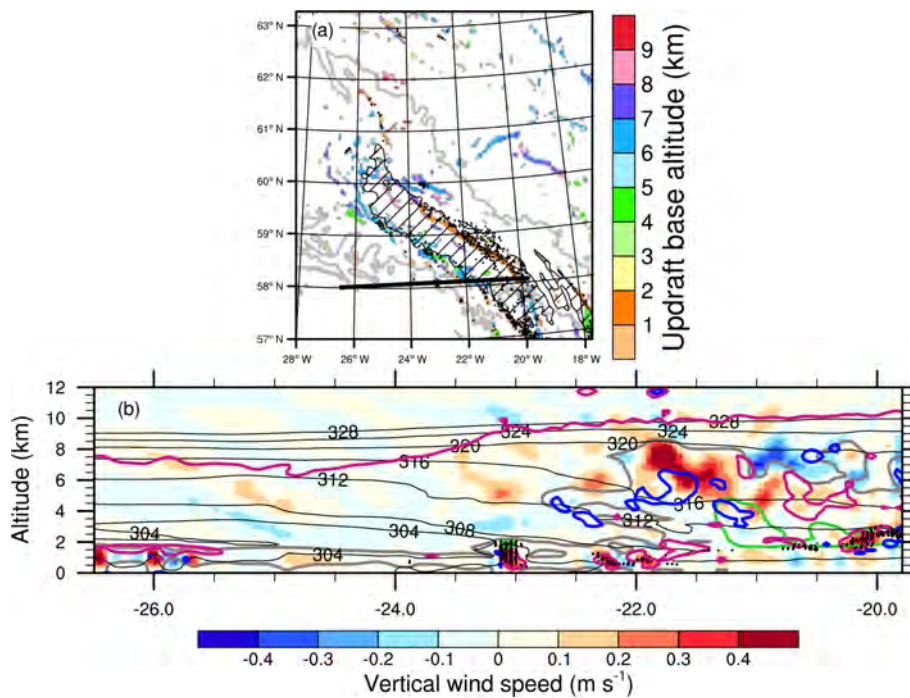 (a)
63° N
62° N
61° N
60° N
59° N
58° N
57° N
28° W 26° W 24° W 22° W 20° W 18° W
9
8
7
6
5
4
3
2
1
Updraft base altitude (km)
(b)
12
10
8
6
4
2
0
Altitude (km)
328 324 328
320 320 324
316 316
312 312
304 304 308
304
-26.0 -24.0 -23.0 -22.0 -21.0 -20.0
-0.4 -0.3 -0.2 -0.1 0 0.1 0.2 0.3 0.4
Vertical wind speed (m s⁻¹)